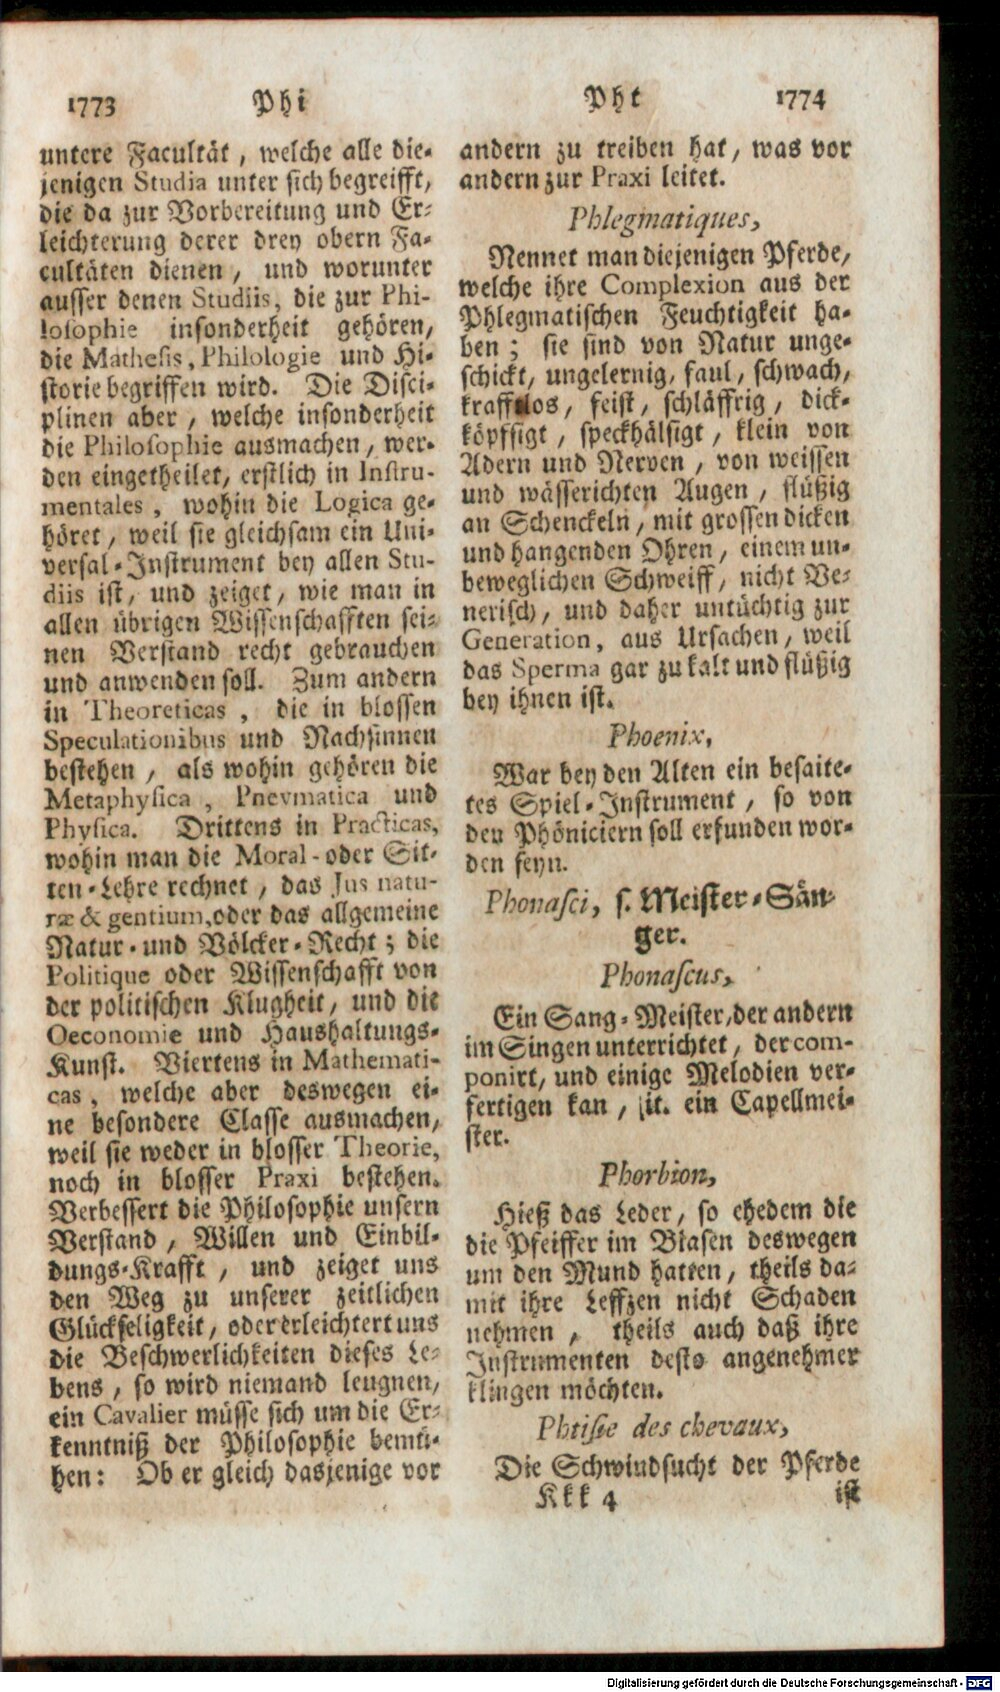 1773 Phi
untere Facultät, welche alle die-
jenigen Studia unter sich begreifft,
die da zur Vorbereitung und Er-
leichterung derer drey obern Fa-
cultäten dienen, und worunter
ausser denen Studiis, die zur Phi-
losophie insonderheit gehören,
die Mathesis, Philologie und Hi-
storie begriffen wird. Die Disci-
plinen aber, welche insonderheit
die Philosophie ausmachen, wer-
den eingetheilet, erstlich in Instru-
mentales, wohin die Logica ge-
höret, weil sie gleichsam ein Uni-
versal-Instrument bey allen Stu-
diis ist, und zeiget, wie man in
allen übrigen Wissenschafften sei-
nen Verstand recht gebrauchen
und anwenden soll. Zum andern
in Theoreticas, die in blossen
Speculationibus und Nachsinnen
bestehen, als wohin gehören die
Metaphysica, Pnevmatica und
Physica. Drittens in Practicas,
wohin man die Moral-oder Sit-
ten-Lehre rechnet, das Jus natu-
ræ & gentium, oder das allgemeine
Natur-und Völcker-Recht; die
Politique oder Wissenschafft von
der politischen Klugheit, und die
Oeconomie und Haushaltungs-
Kunst. Viertens in Mathemati-
cas, welche aber deswegen ei-
ne besondere Classe ausmachen,
weil sie weder in blosser Theorie,
noch in blosser Praxi bestehen.
Verbessert die Philosophie unsern
Verstand, Willen und Einbil-
dungs-Krafft, und zeiget uns
den Weg zu unserer zeitlichen
Glückseligkeit, oder erleichtert uns
die Beschwerlichkeiten dieses Le-
bens, so wird niemand leugnen,
ein Cavalier müsse sich um die Er-
kenntniß der Philosophie bemü-
hen: Ob er gleich dasjenige vor
Pht 1774
andern zu treiben hat, was vor
andern zur Praxi leitet.
Phlegmatiques,
Nennet man diejenigen Pferde,
welche ihre Complexion aus der
Phlegmatischen Feuchtigkeit ha-
ben; sie sind von Natur unge-
schickt, ungelernig, faul, schwach,
krafftlos, feist, schläffrig, dick-
köpfsigt, speckhälsigt, klein von
Adern und Nerven, von weissen
und wässerichten Augen, flüßig
an Schenckeln, mit grossen dicken
und hangenden Ohren, einem un-
beweglichen Schweiff, nicht Ve-
nerisch, und daher untüchtig zur
Generation, aus Ursachen, weil
das Sperma gar zu kalt und flüßig
bey ihnen ist.
Phoenix,
War bey den Alten ein besaite-
tes Spiel-Instrument, so von
den Phöniciern soll erfunden wor-
den seyn.
Phonasci, s. Meister-Sän-
ger.
Phonascus,
Ein Sang-Meister, der andern
im Singen unterrichtet, der com-
ponirt, und einige Melodien ver-
fertigen kan, it. ein Capellmei-
ster.
Phorbion,
Hieß das Leder, so ehedem die
die Pfeiffer im Blasen deswegen
um den Mund hatten, theils da-
mit ihre Leffzen nicht Schaden
nehmen, theils auch daß ihre
Instrumenten desto angenehmer
klingen möchten.
Phtisie des chevaux,
Die Schwindsucht der Pferde
Kkk 4 ist
Digitalisierung gefördert durch die Deutsche Forschungsgemeinschaft - DFG